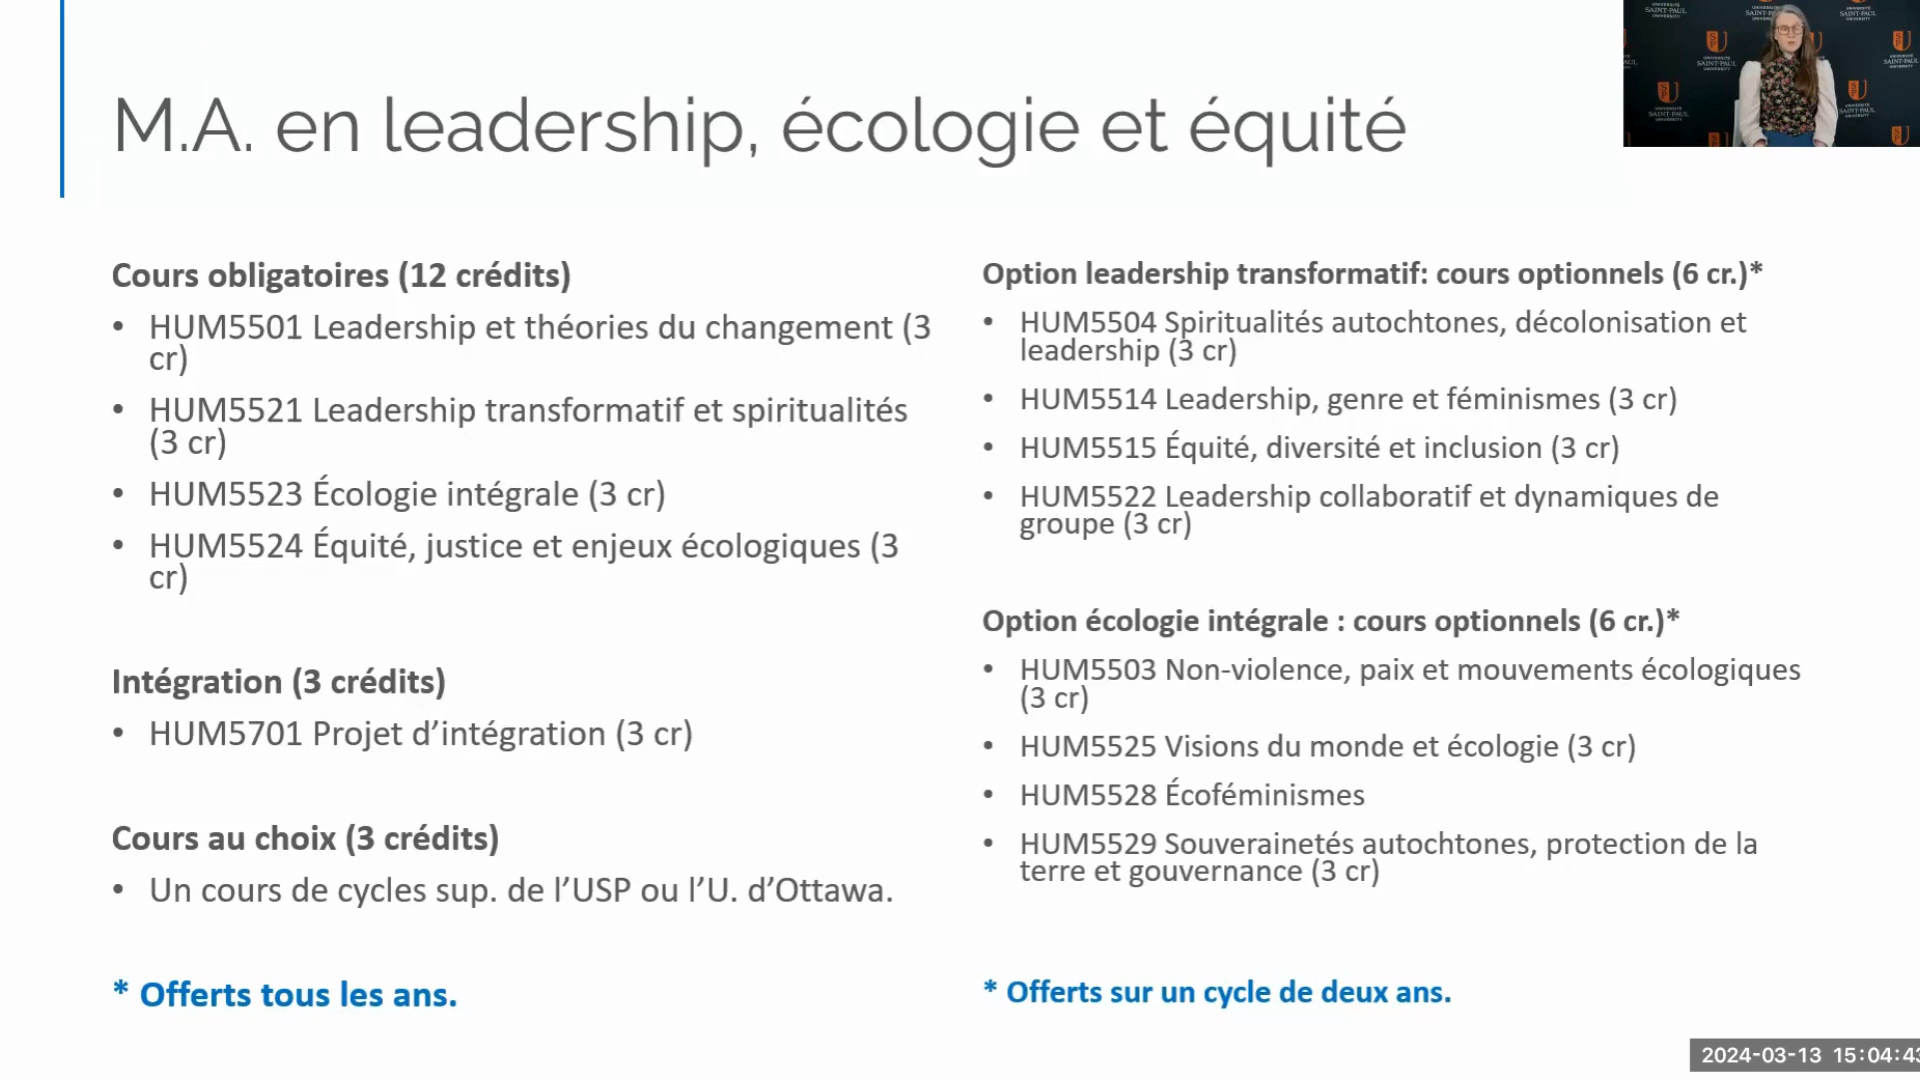 M.A. en leadership, écologie et équité
Cours obligatoires (12 crédits)
• HUM5501 Leadership et théories du changement (3
cr)
• HUM5521 Leadership transformatif et spiritualités
(3 cr)
• HUM5523 Écologie intégrale (3 cr)
• HUM5524 Équité, justice et enjeux écologiques (3
cr)
Intégration (3 crédits)
• HUM5701 Projet d’intégration (3 cr)
Cours au choix (3 crédits)
• Un cours de cycles sup. de l’USP ou l’U. d’Ottawa.
* Offerts tous les ans.
Option leadership transformatif: cours optionnels (6 cr.)*
• HUM5504 Spiritualités autochtones, décolonisation et
leadership (3 cr)
• HUM5514 Leadership, genre et féminismes (3 cr)
• HUM5515 Équité, diversité et inclusion (3 cr)
• HUM5522 Leadership collaboratif et dynamiques de
groupe (3 cr)
Option écologie intégrale : cours optionnels (6 cr.)*
• HUM5503 Non-violence, paix et mouvements écologiques
(3 cr)
• HUM5525 Visions du monde et écologie (3 cr)
• HUM5528 Écoféminismes
• HUM5529 Souverainetés autochtones, protection de la
terre et gouvernance (3 cr)
* Offerts sur un cycle de deux ans.
UNIVERSITÉ
SAINT-PAUL
UNIVERSITY
2024-03-13 15:04:43